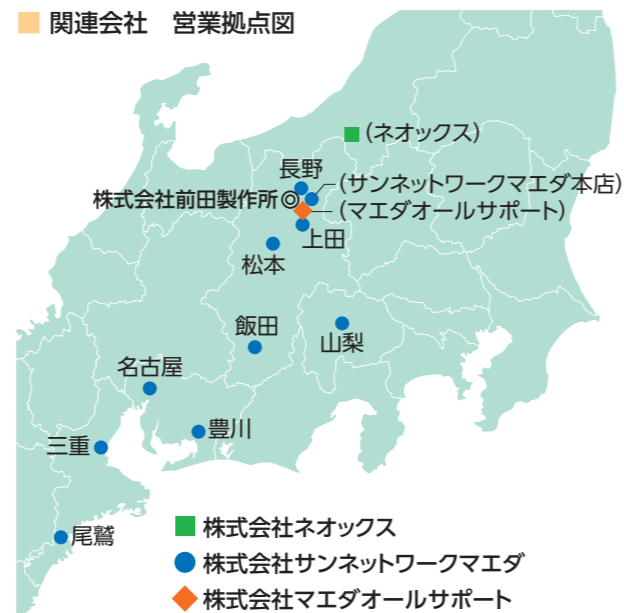 関連会社 営業拠点図
(ネオックス)
長野
(サンネットワークマエダ本店)
株式会社前田製作所
(マエダオールサポート)
上田
松本
飯田
山梨
名古屋
豊川
三重
尾鷲
株式会社ネオックス
株式会社サンネットワークマエダ
株式会社マエダオールサポート